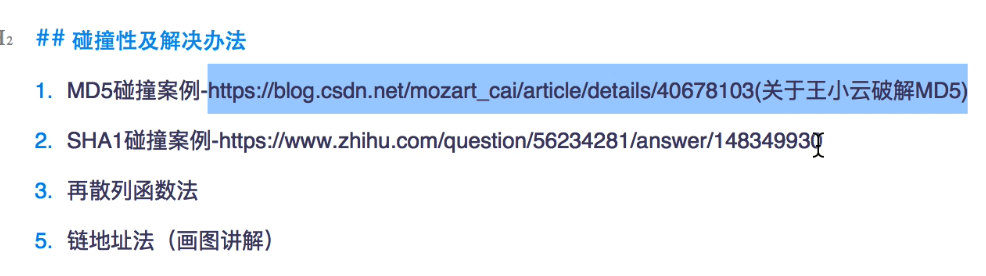 H2
## 碰撞性及解决办法
1. MD5碰撞案例-https://blog.csdn.net/mozart_cai/article/details/40678103(关于王小云破解MD5)
2. SHA1碰撞案例-https://www.zhihu.com/question/56234281/answer/148349930
3. 再散列函数法
5. 链地址法（画图讲解）